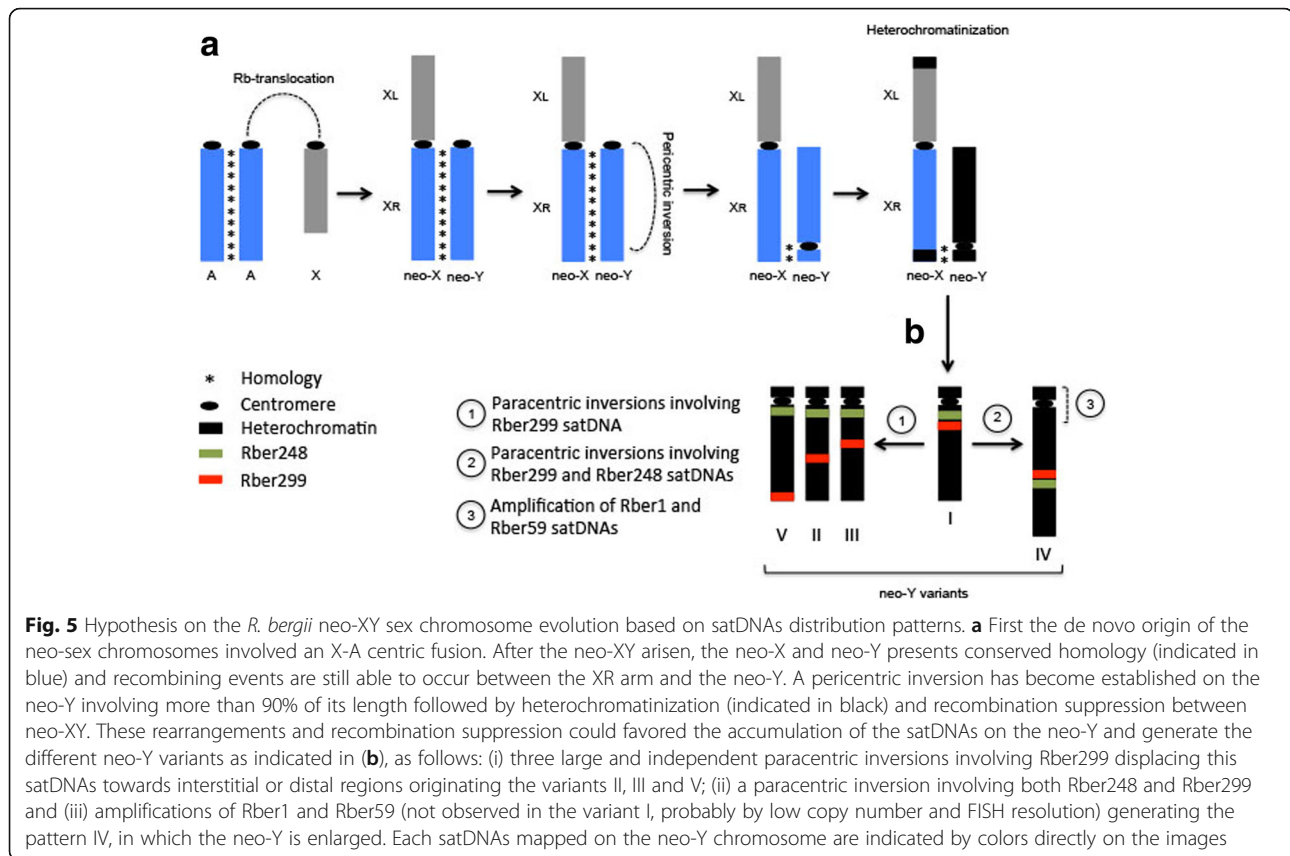 a
Heterochromatinization
Rb-translocation
XL
XL
XL
XR
XR
XR
XR
Pericentric inversion
* * * * * * * * * *
* * * * * * * * * *
* * * * * * * * * *
* *
* *
A A X
neo-X neo-Y
neo-X neo-Y
neo-X neo-Y
neo-X neo-Y
b
* Homology
Centromere
Heterochromatin
Rber248
Rber299
1 Paracentric inversions involving
Rber299 satDNA
2 Paracentric inversions involving
Rber299 and Rber248 satDNAs
3 Amplification of Rber1 and
Rber59 satDNAs
1
2
3
V II III
I
IV
neo-Y variants
Fig. 5 Hypothesis on the R. bergii neo-XY sex chromosome evolution based on satDNAs distribution patterns. a First the de novo origin of the
neo-sex chromosomes involved an X-A centric fusion. After the neo-XY arisen, the neo-X and neo-Y presents conserved homology (indicated in
blue) and recombining events are still able to occur between the XR arm and the neo-Y. A pericentric inversion has become established on the
neo-Y involving more than 90% of its length followed by heterochromatinization (indicated in black) and recombination suppression between
neo-XY. These rearrangements and recombination suppression could favored the accumulation of the satDNAs on the neo-Y and generate the
different neo-Y variants as indicated in (b), as follows: (i) three large and independent paracentric inversions involving Rber299 displacing this
satDNAs towards interstitial or distal regions originating the variants II, III and V; (ii) a paracentric inversion involving both Rber248 and Rber299
and (iii) amplifications of Rber1 and Rber59 (not observed in the variant I, probably by low copy number and FISH resolution) generating the
pattern IV, in which the neo-Y is enlarged. Each satDNAs mapped on the neo-Y chromosome are indicated by colors directly on the images